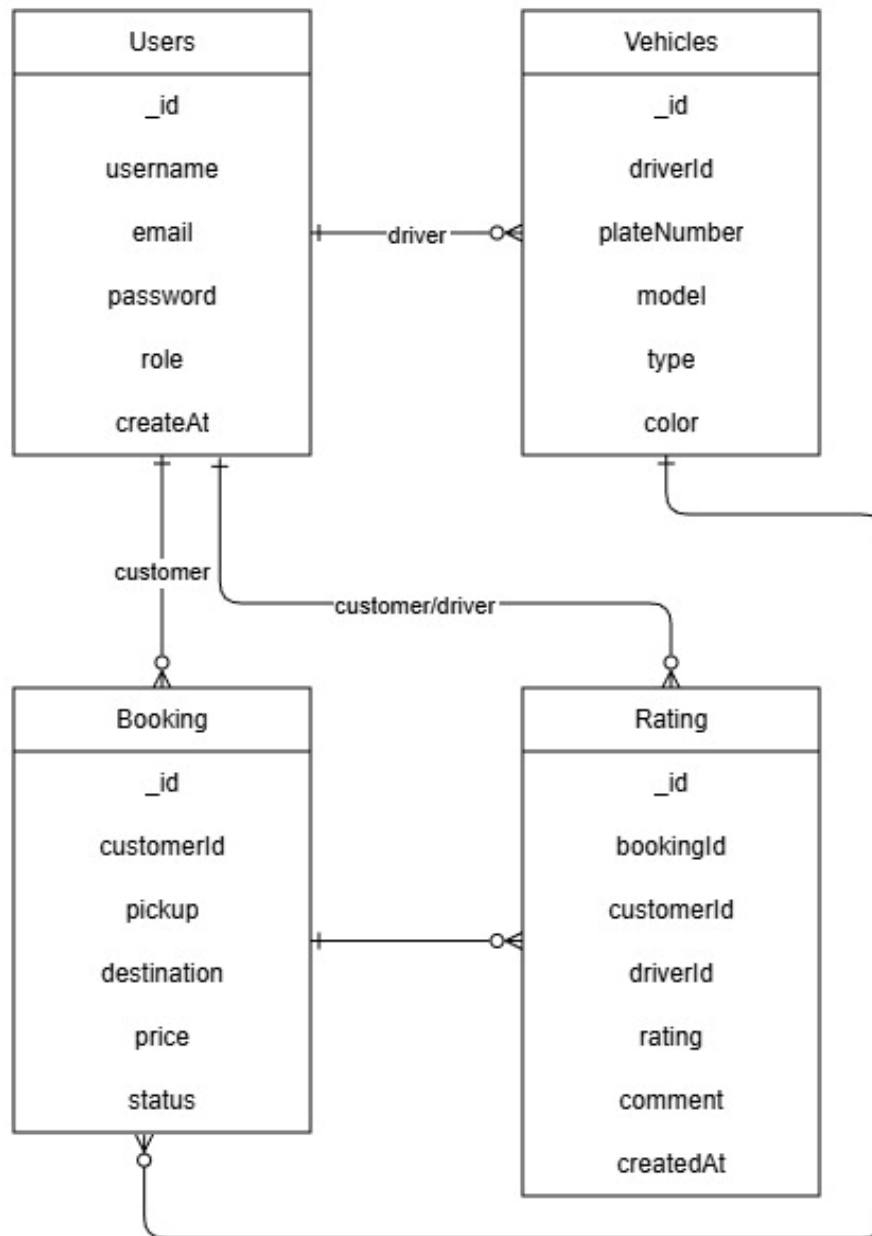 Users
_id
username
email
password
role
createAt
driver
Vehicles
_id
driverId
plateNumber
model
type
color
customer
customer/driver
Booking
_id
customerId
pickup
destination
price
status
Rating
_id
bookingId
customerId
driverId
rating
comment
createdAt